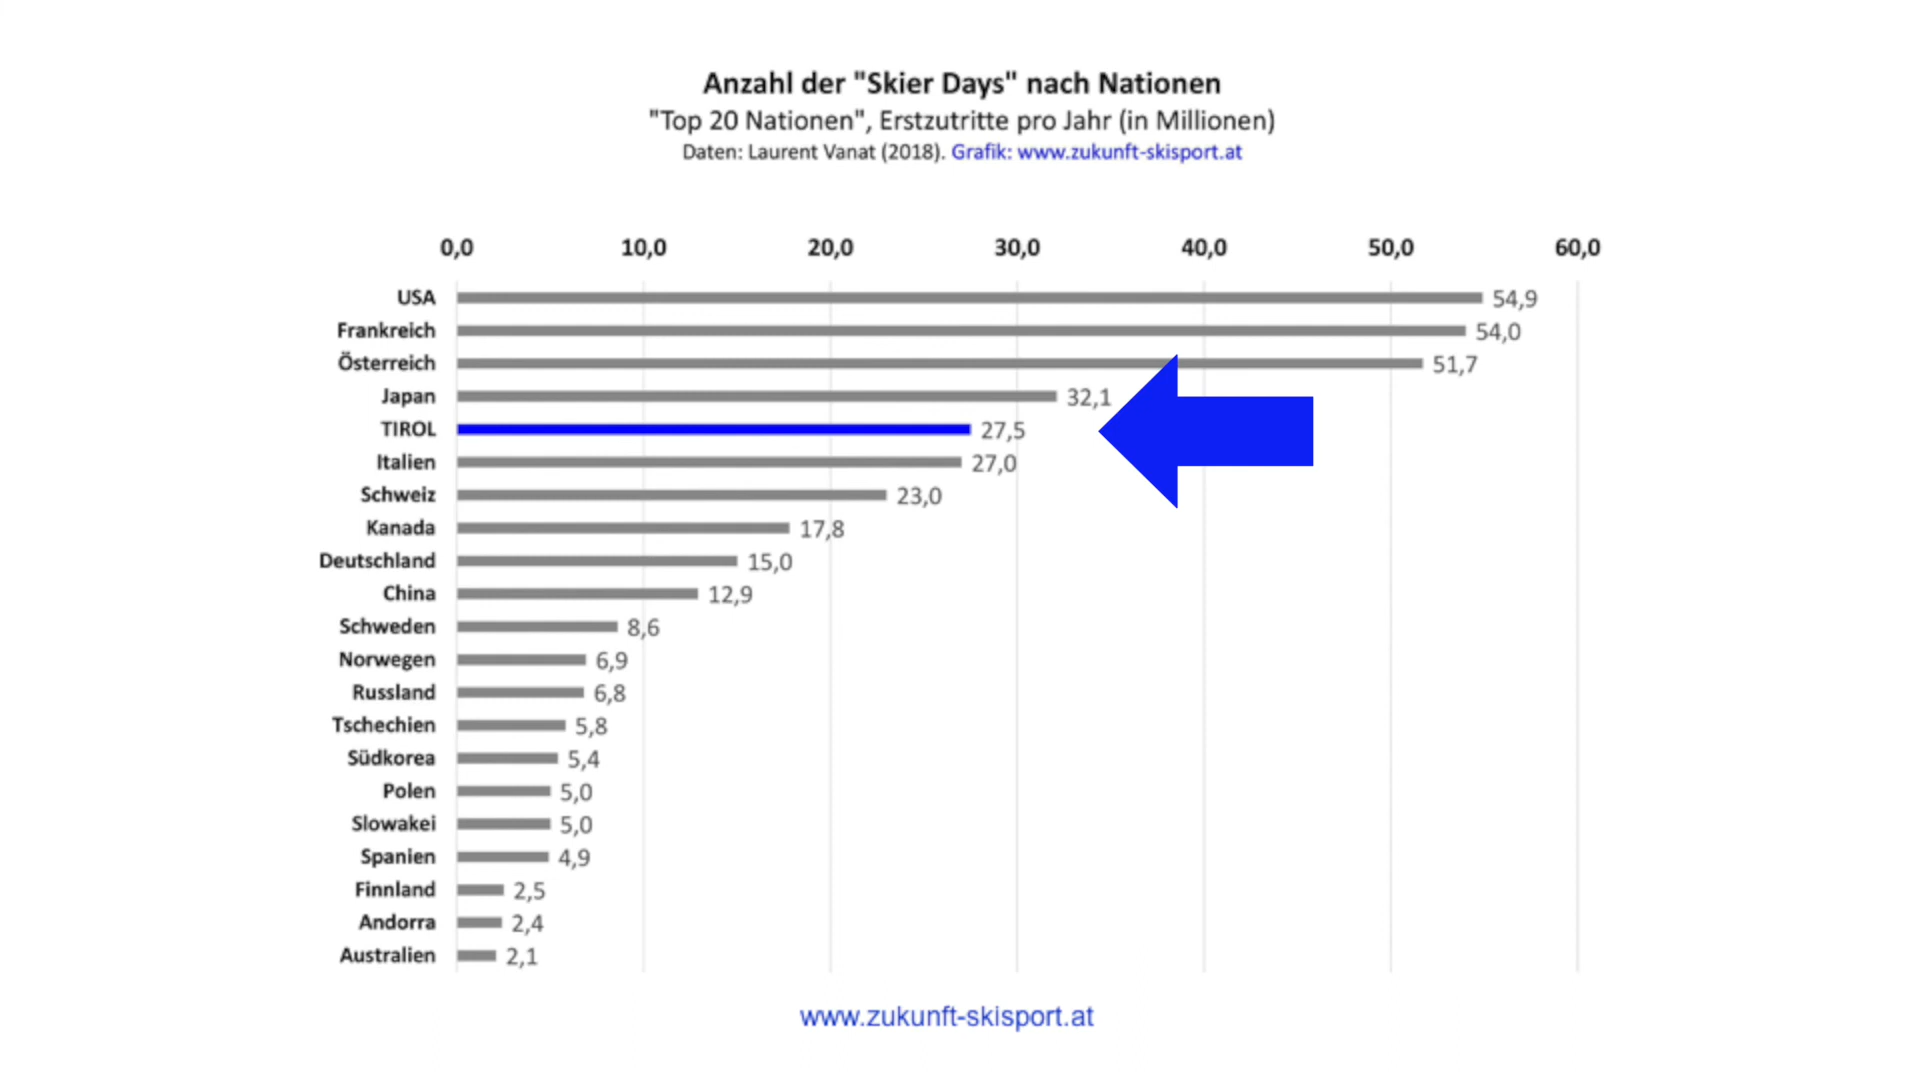 Anzahl der "Skier Days" nach Nationen
"Top 20 Nationen", Erstzutritte pro Jahr (in Millionen)
Daten: Laurent Vanat (2018). Grafik: www.zukunft-skisport.at
0,0 10,0 20,0 30,0 40,0 50,0 60,0
USA 54,9
Frankreich 54,0
Österreich 51,7
Japan 32,1
TIROL 27,5
Italien 27,0
Schweiz 23,0
Kanada 17,8
Deutschland 15,0
China 12,9
Schweden 8,6
Norwegen 6,9
Russland 6,8
Tschechien 5,8
Südkorea 5,4
Polen 5,0
Slowakei 5,0
Spanien 4,9
Finnland 2,5
Andorra 2,4
Australien 2,1
www.zukunft-skisport.at